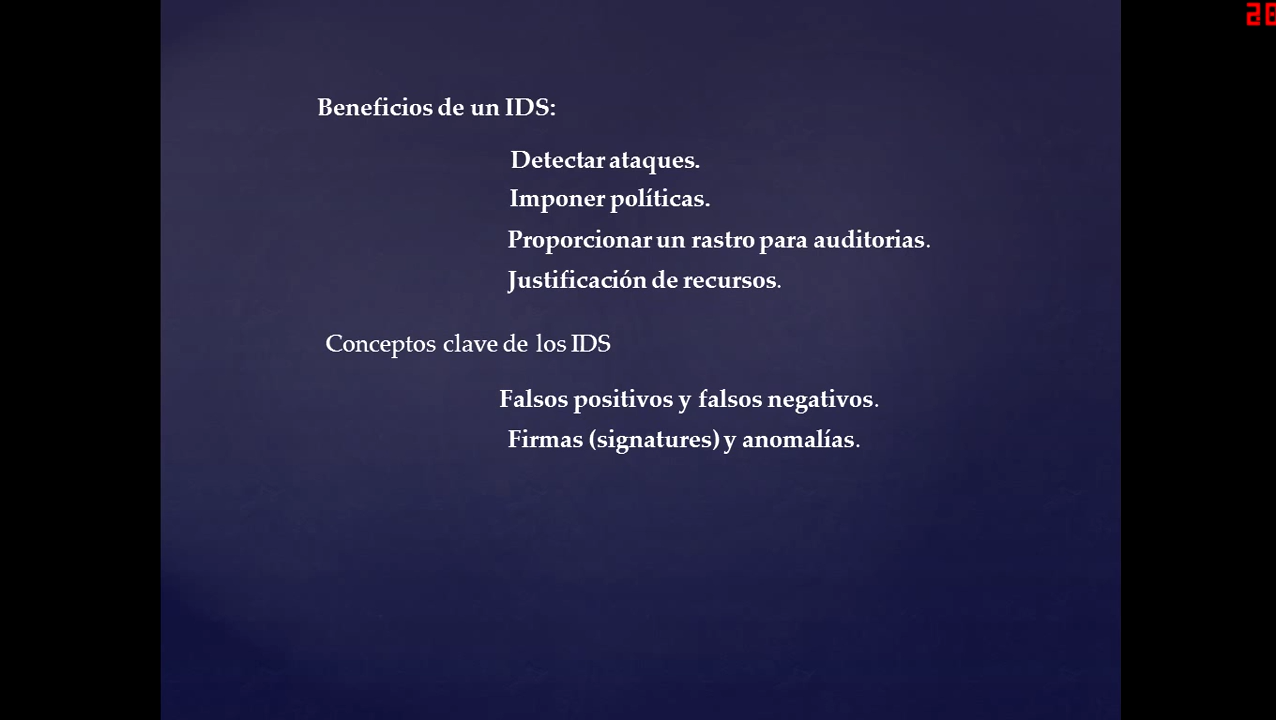 28
Beneficios de un IDS:
Detectar ataques.
Imponer políticas.
Proporcionar un rastro para auditorias.
Justificación de recursos.
Conceptos clave de los IDS
Falsos positivos y falsos negativos.
Firmas (signatures) y anomalías.